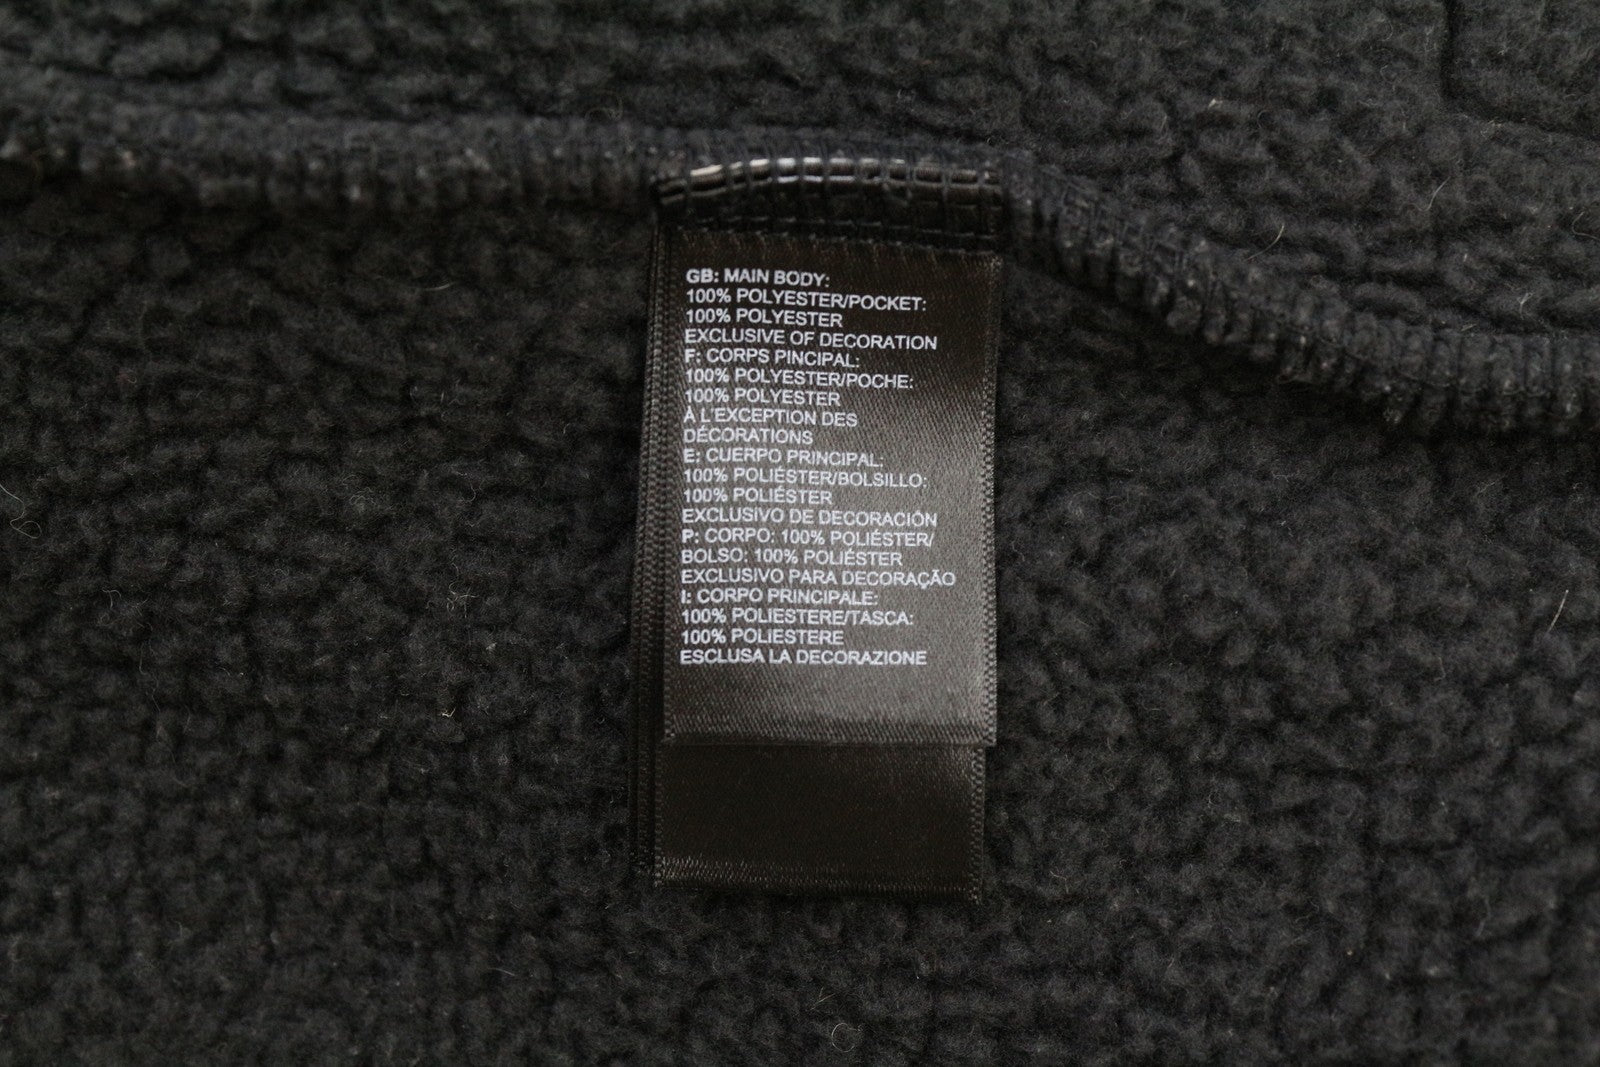 GB: MAIN BODY:
100% POLYESTER/POCKET:
100% POLYESTER
EXCLUSIVE OF DECORATION
F: CORPS PINCIPAL:
100% POLYESTER/POCHE:
100% POLYESTER
À L'EXCEPTION DES
DÉCORATIONS
E: CUERPO PRINCIPAL:
100% POLIÉSTER/BOLSILLO:
100% POLIÉSTER
EXCLUSIVO DE DECORACIÓN
P: CORPO: 100% POLIÉSTER/
BOLSO: 100% POLIÉSTER
EXCLUSIVO PARA DECORAÇÃO
I: CORPO PRINCIPALE:
100% POLIESTERE/TASCA:
100% POLIESTERE
ESCLUSA LA DECORAZIONE